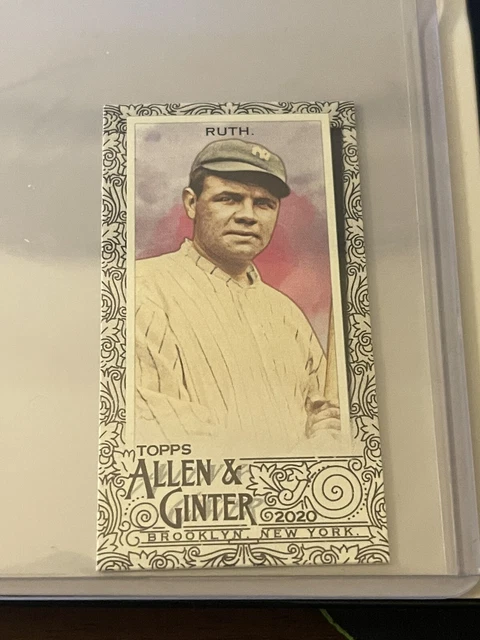 RUTH.
TOPPS
ALLEN &
GINTER
2020
BROOKLYN, NEW YORK.